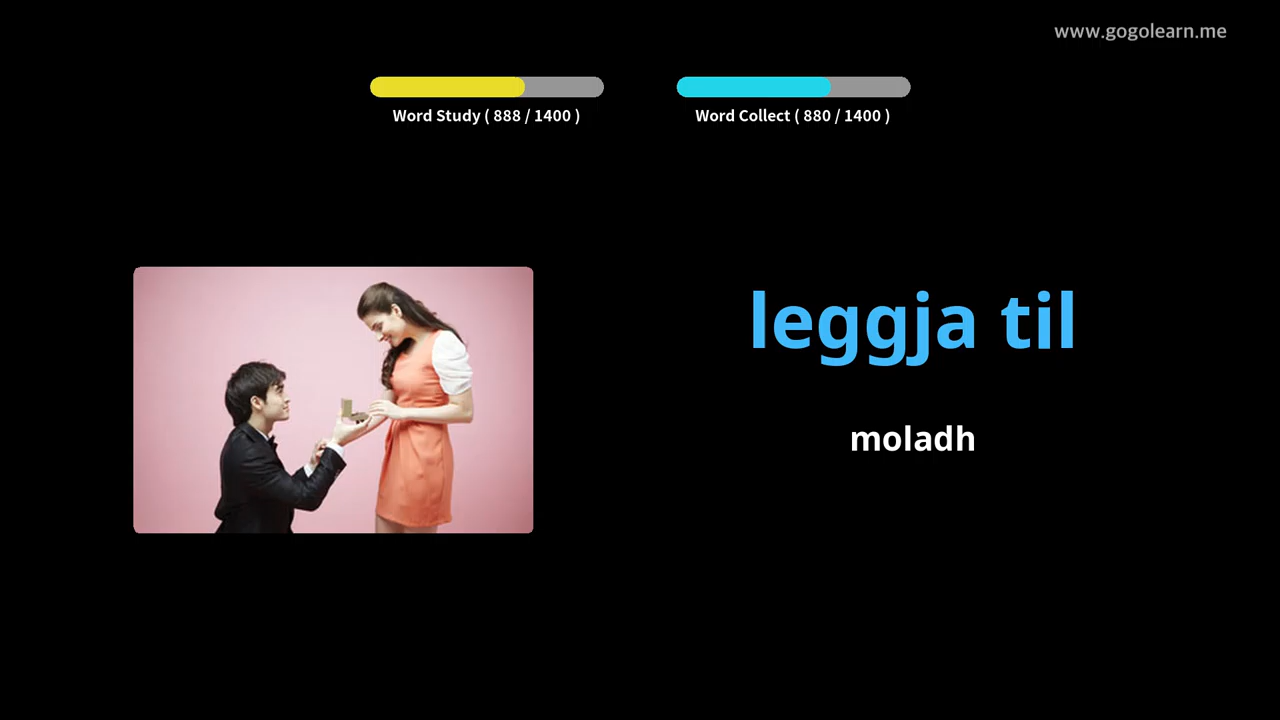 www.gogolearn.me
Word Study ( 888 / 1400 )
Word Collect ( 880 / 1400 )
leggja til
moladh